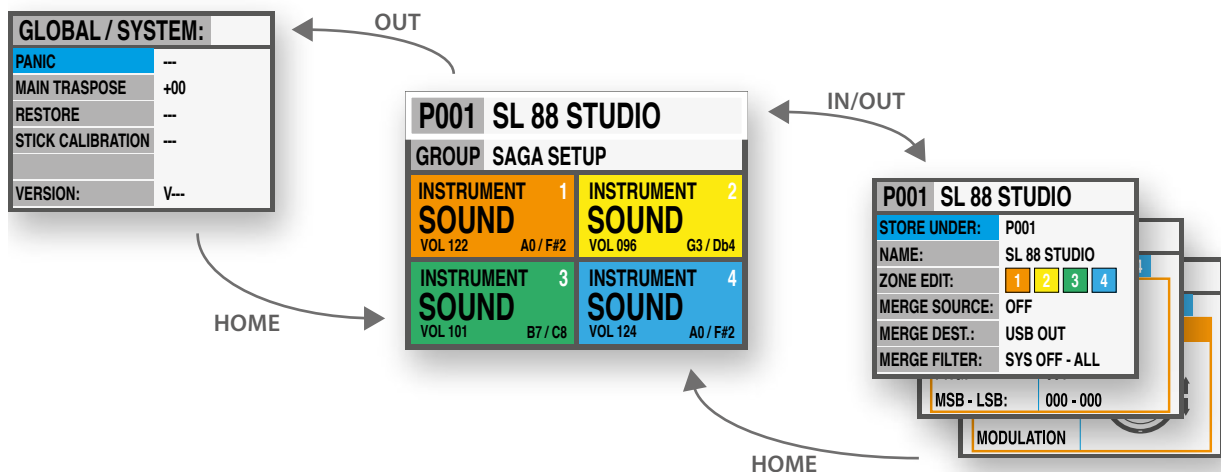 GLOBAL / SYSTEM:
PANIC ---
MAIN TRASPOSE +00
RESTORE ---
STICK CALIBRATION ---
VERSION: V---
OUT
HOME
P001 SL 88 STUDIO
GROUP SAGA SETUP
INSTRUMENT 1
SOUND
VOL 122 A0 / F#2
INSTRUMENT 2
SOUND
VOL 096 G3 / Db4
INSTRUMENT 3
SOUND
VOL 101 B7 / C8
INSTRUMENT 4
SOUND
VOL 124 A0 / F#2
IN/OUT
P001 SL 88 STUDIO
STORE UNDER: P001
NAME: SL 88 STUDIO
ZONE EDIT: 1 2 3 4
MERGE SOURCE: OFF
MERGE DEST.: USB OUT
MERGE FILTER: SYS OFF - ALL
MSB - LSB: 000 - 000
MODULATION
HOME